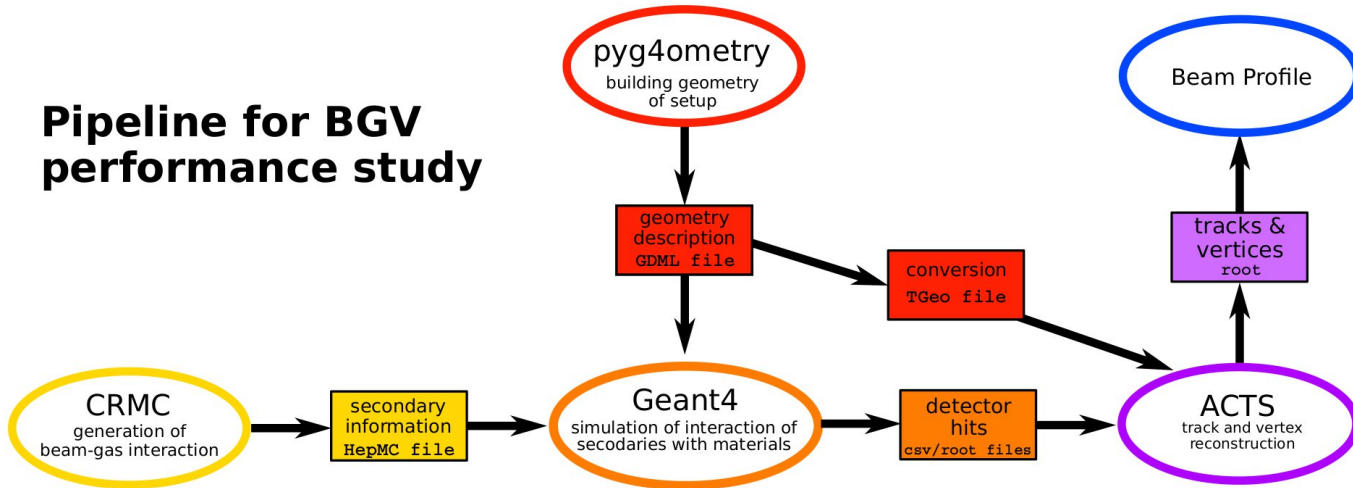 Pipeline for BGV
performance study
pyg4ometry
building geometry
of setup
Beam Profile
geometry
description
GDML file
conversion
TGeo file
tracks &
vertices
root
CRMC
generation of
beam-gas interaction
secondary
information
HepMC file
Geant4
simulation of interaction of
secodaries with materials
detector
hits
csv/root files
ACTS
track and vertex
reconstruction